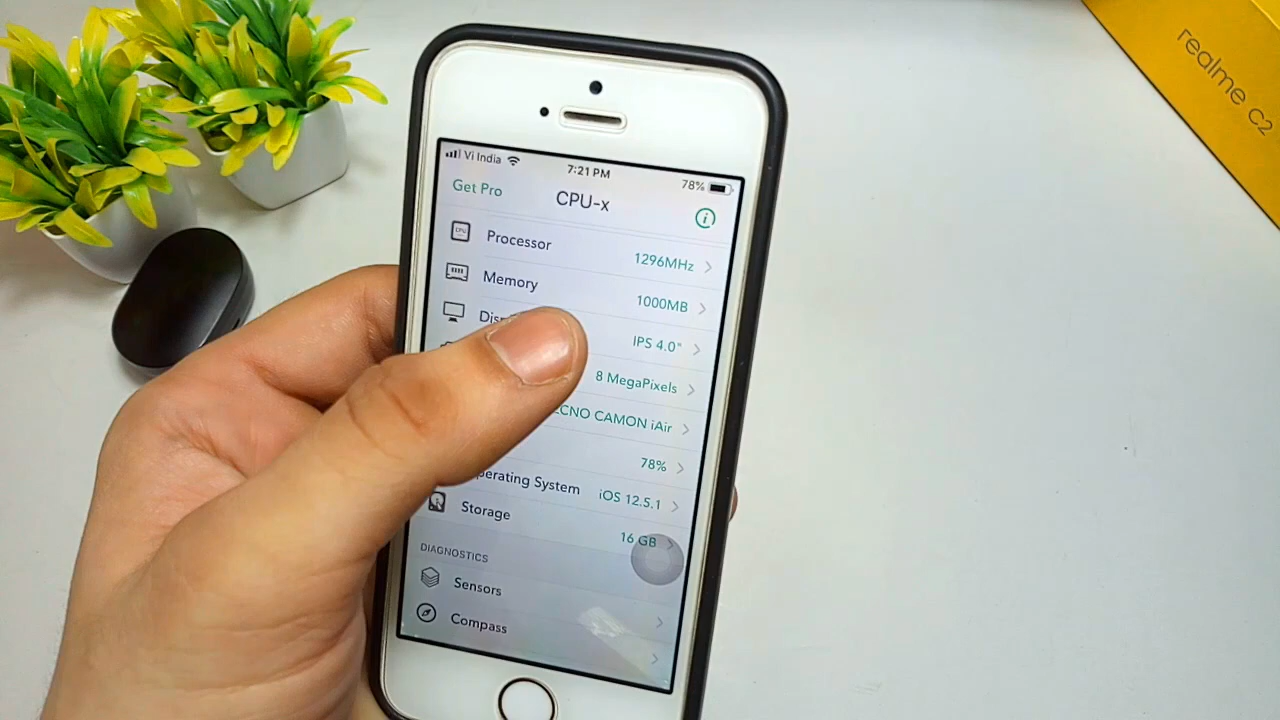 realme C2
Vi India
7:21 PM
78%
Get Pro
CPU-x
CPU
Processor 1296MHz
Memory 1000MB
IPS 4.0"
8 MegaPixels
CNO CAMON iAir
78%
perating System iOS 12.5.1
Storage 16 GB
DIAGNOSTICS
Sensors
Compass